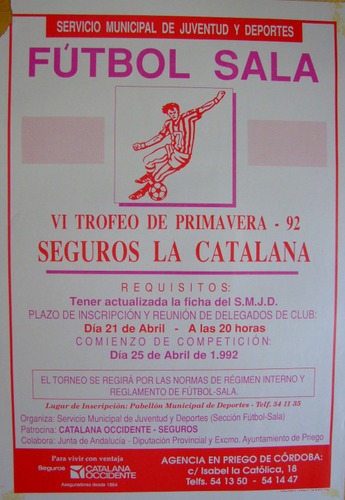 SERVICIO MUNICIPAL DE JUVENTUD Y DEPORTES
FÚTBOL SALA
VI TROFEO DE PRIMAVERA - 92
SEGUROS LA CATALANA
REQUISITOS:
Tener actualizada la ficha del S.M.J.D.
PLAZO DE INSCRIPCIÓN Y REUNIÓN DE DELEGADOS DE CLUB:
Día 21 de Abril - A las 20 horas
COMIENZO DE COMPETICIÓN:
Día 25 de Abril de 1.992
EL TORNEO SE REGIRÁ POR LAS NORMAS DE RÉGIMEN INTERNO Y
REGLAMENTO DE FÚTBOL-SALA.
Lugar de Inscripción: Pabellón Municipal de Deportes - Telf. 54 11 35
Organiza: Servicio Municipal de Juventud y Deportes (Sección Fútbol-Sala)
Patrocina: CATALANA OCCIDENTE - SEGUROS
Colabora: Junta de Andalucía - Diputación Provincial y Excmo. Ayuntamiento de Priego
Para vivir con ventaja
Seguros CATALANA OCCIDENTE
Aseguradores desde 1864
AGENCIA EN PRIEGO DE CÓRDOBA:
c/ Isabel la Católica, 18
Telfs. 54 13 50 - 54 14 47